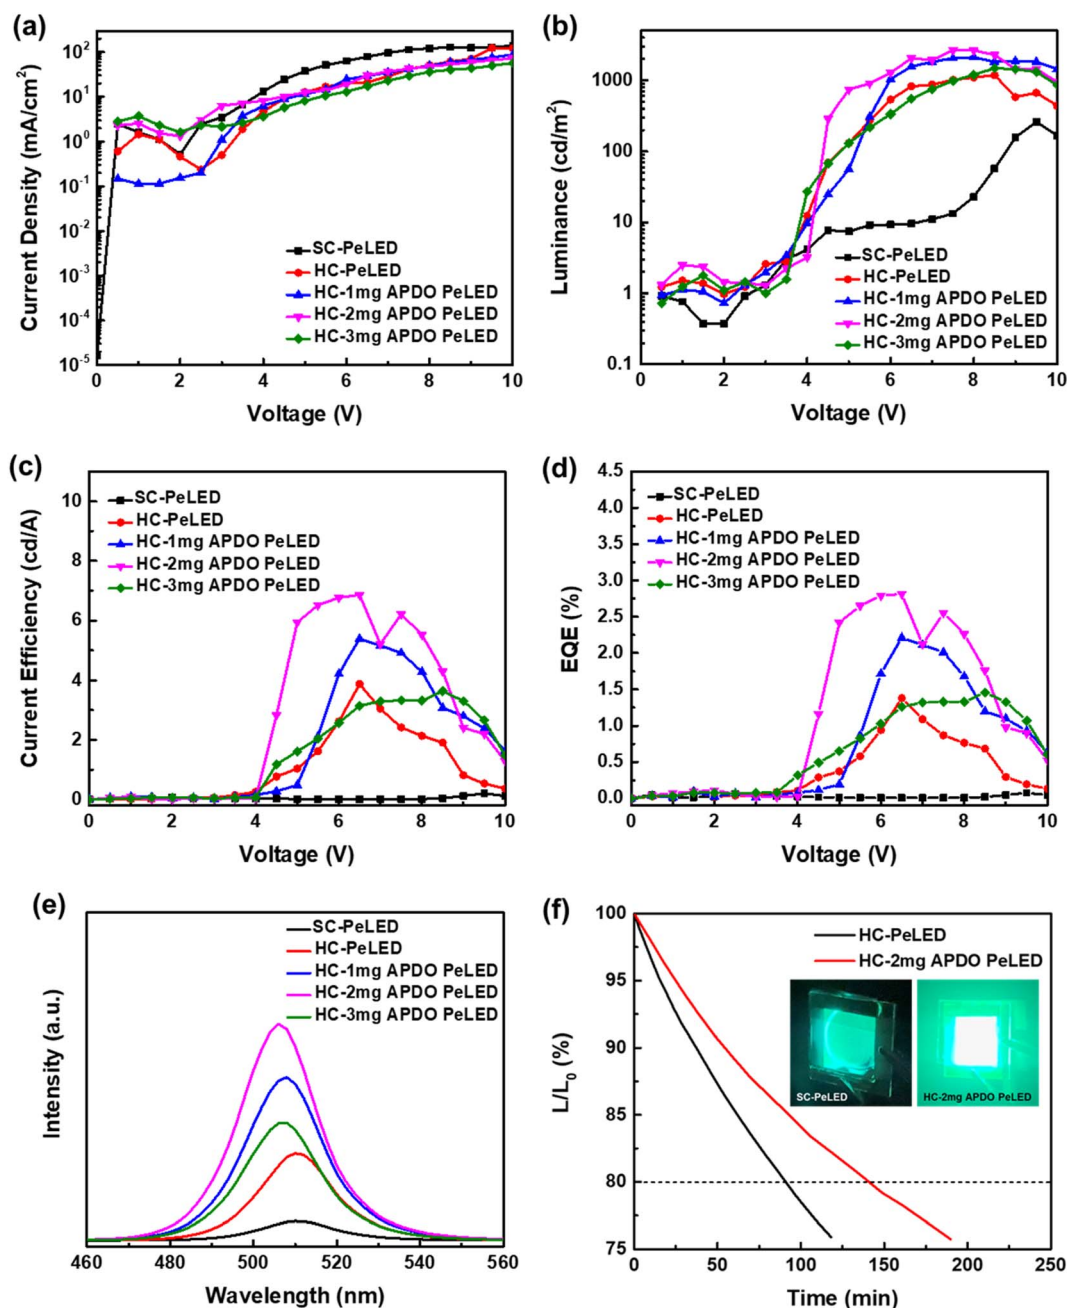 (a)
Current Density (mA/cm²)
10²
10¹
10⁰
10⁻¹
10⁻²
10⁻³
10⁻⁴
10⁻⁵
SC-PeLED
HC-PeLED
HC-1mg APDO PeLED
HC-2mg APDO PeLED
HC-3mg APDO PeLED
0 2 4 6 8 10
Voltage (V)
(b)
Luminance (cd/m²)
1000
100
10
1
0.1
SC-PeLED
HC-PeLED
HC-1mg APDO PeLED
HC-2mg APDO PeLED
HC-3mg APDO PeLED
0 2 4 6 8 10
Voltage (V)
(c)
Current Efficiency (cd/A)
10
8
6
4
2
0
SC-PeLED
HC-PeLED
HC-1mg APDO PeLED
HC-2mg APDO PeLED
HC-3mg APDO PeLED
0 2 4 6 8 10
Voltage (V)
(d)
EQE (%)
4.5
4.0
3.5
3.0
2.5
2.0
1.5
1.0
0.5
0.0
SC-PeLED
HC-PeLED
HC-1mg APDO PeLED
HC-2mg APDO PeLED
HC-3mg APDO PeLED
0 2 4 6 8 10
Voltage (V)
(e)
Intensity (a.u.)
SC-PeLED
HC-PeLED
HC-1mg APDO PeLED
HC-2mg APDO PeLED
HC-3mg APDO PeLED
460 480 500 520 540 560
Wavelength (nm)
(f)
L/L₀ (%)
100
95
90
85
80
75
HC-PeLED
HC-2mg APDO PeLED
SC-PeLED
HC-2mg APDO PeLED
0 50 100 150 200 250
Time (min)